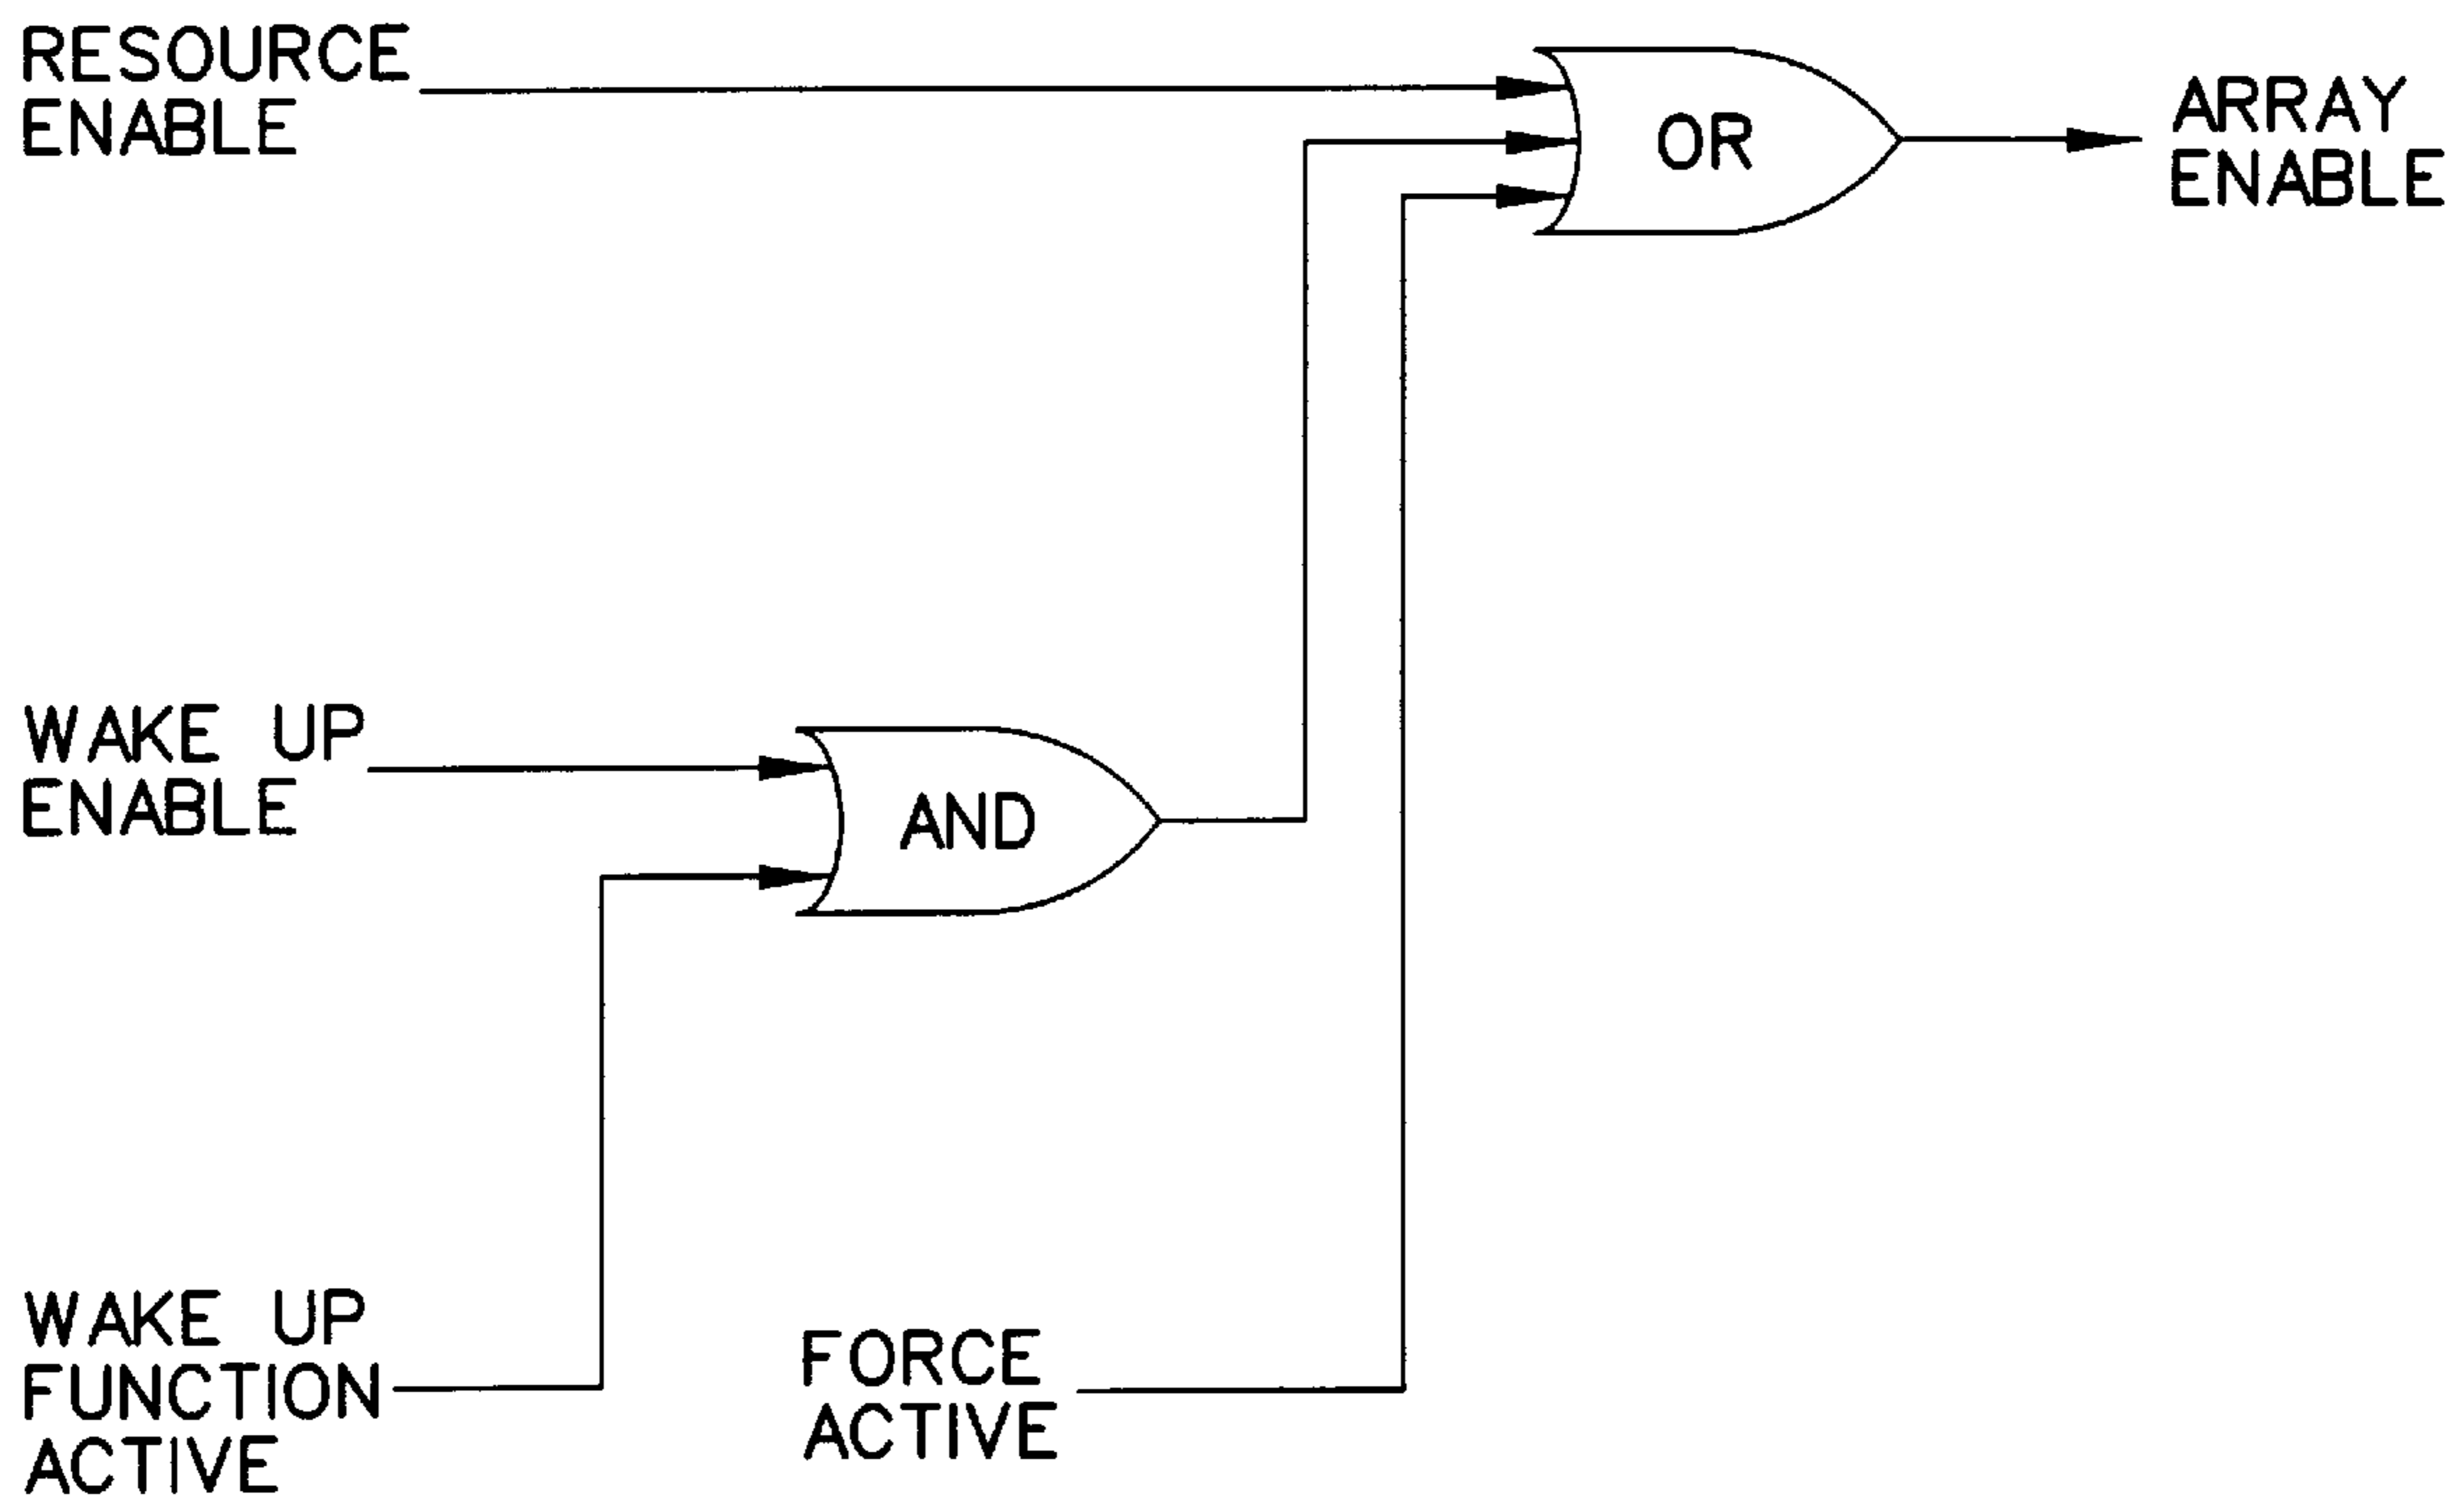 RESOURCE
ENABLE
OR
ARRAY
ENABLE
WAKE UP
ENABLE
AND
WAKE UP
FUNCTION
ACTIVE
FORCE
ACTIVE